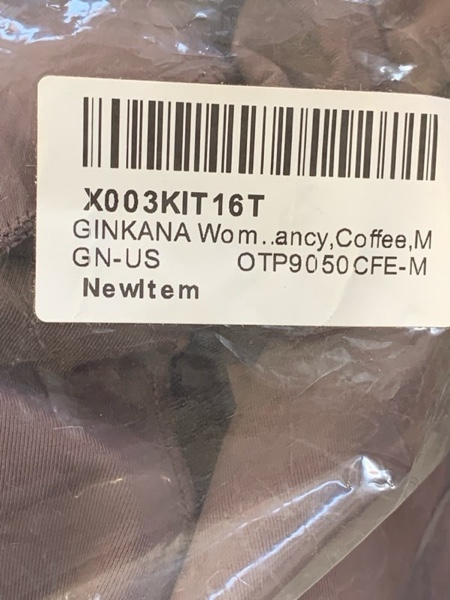 X003KIT16T
GINKANA Wom..ancy,Coffee,M
GN-US OTP9050CFE-M
NewItem